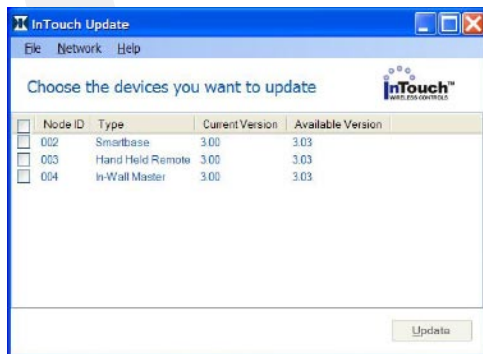 InTouch Update
File Network Help
Choose the devices you want to update
inTouch™
WIRELESS CONTROLS
Node ID Type Current Version Available Version
002 Smartbase 3.00 3.03
003 Hand Held Remote 3.00 3.03
004 In-Wall Master 3.00 3.03
Update